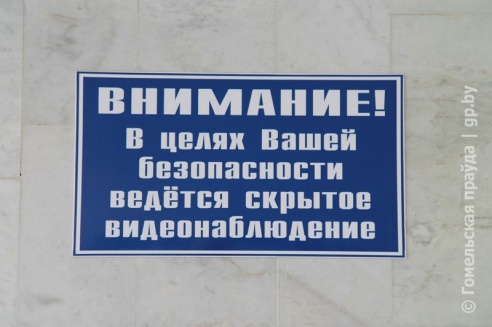 ВНИМАНИЕ!
В целях Вашей
безопасности
ведётся скрытое
видеонаблюдение
© Гомельская праўда | gp.by